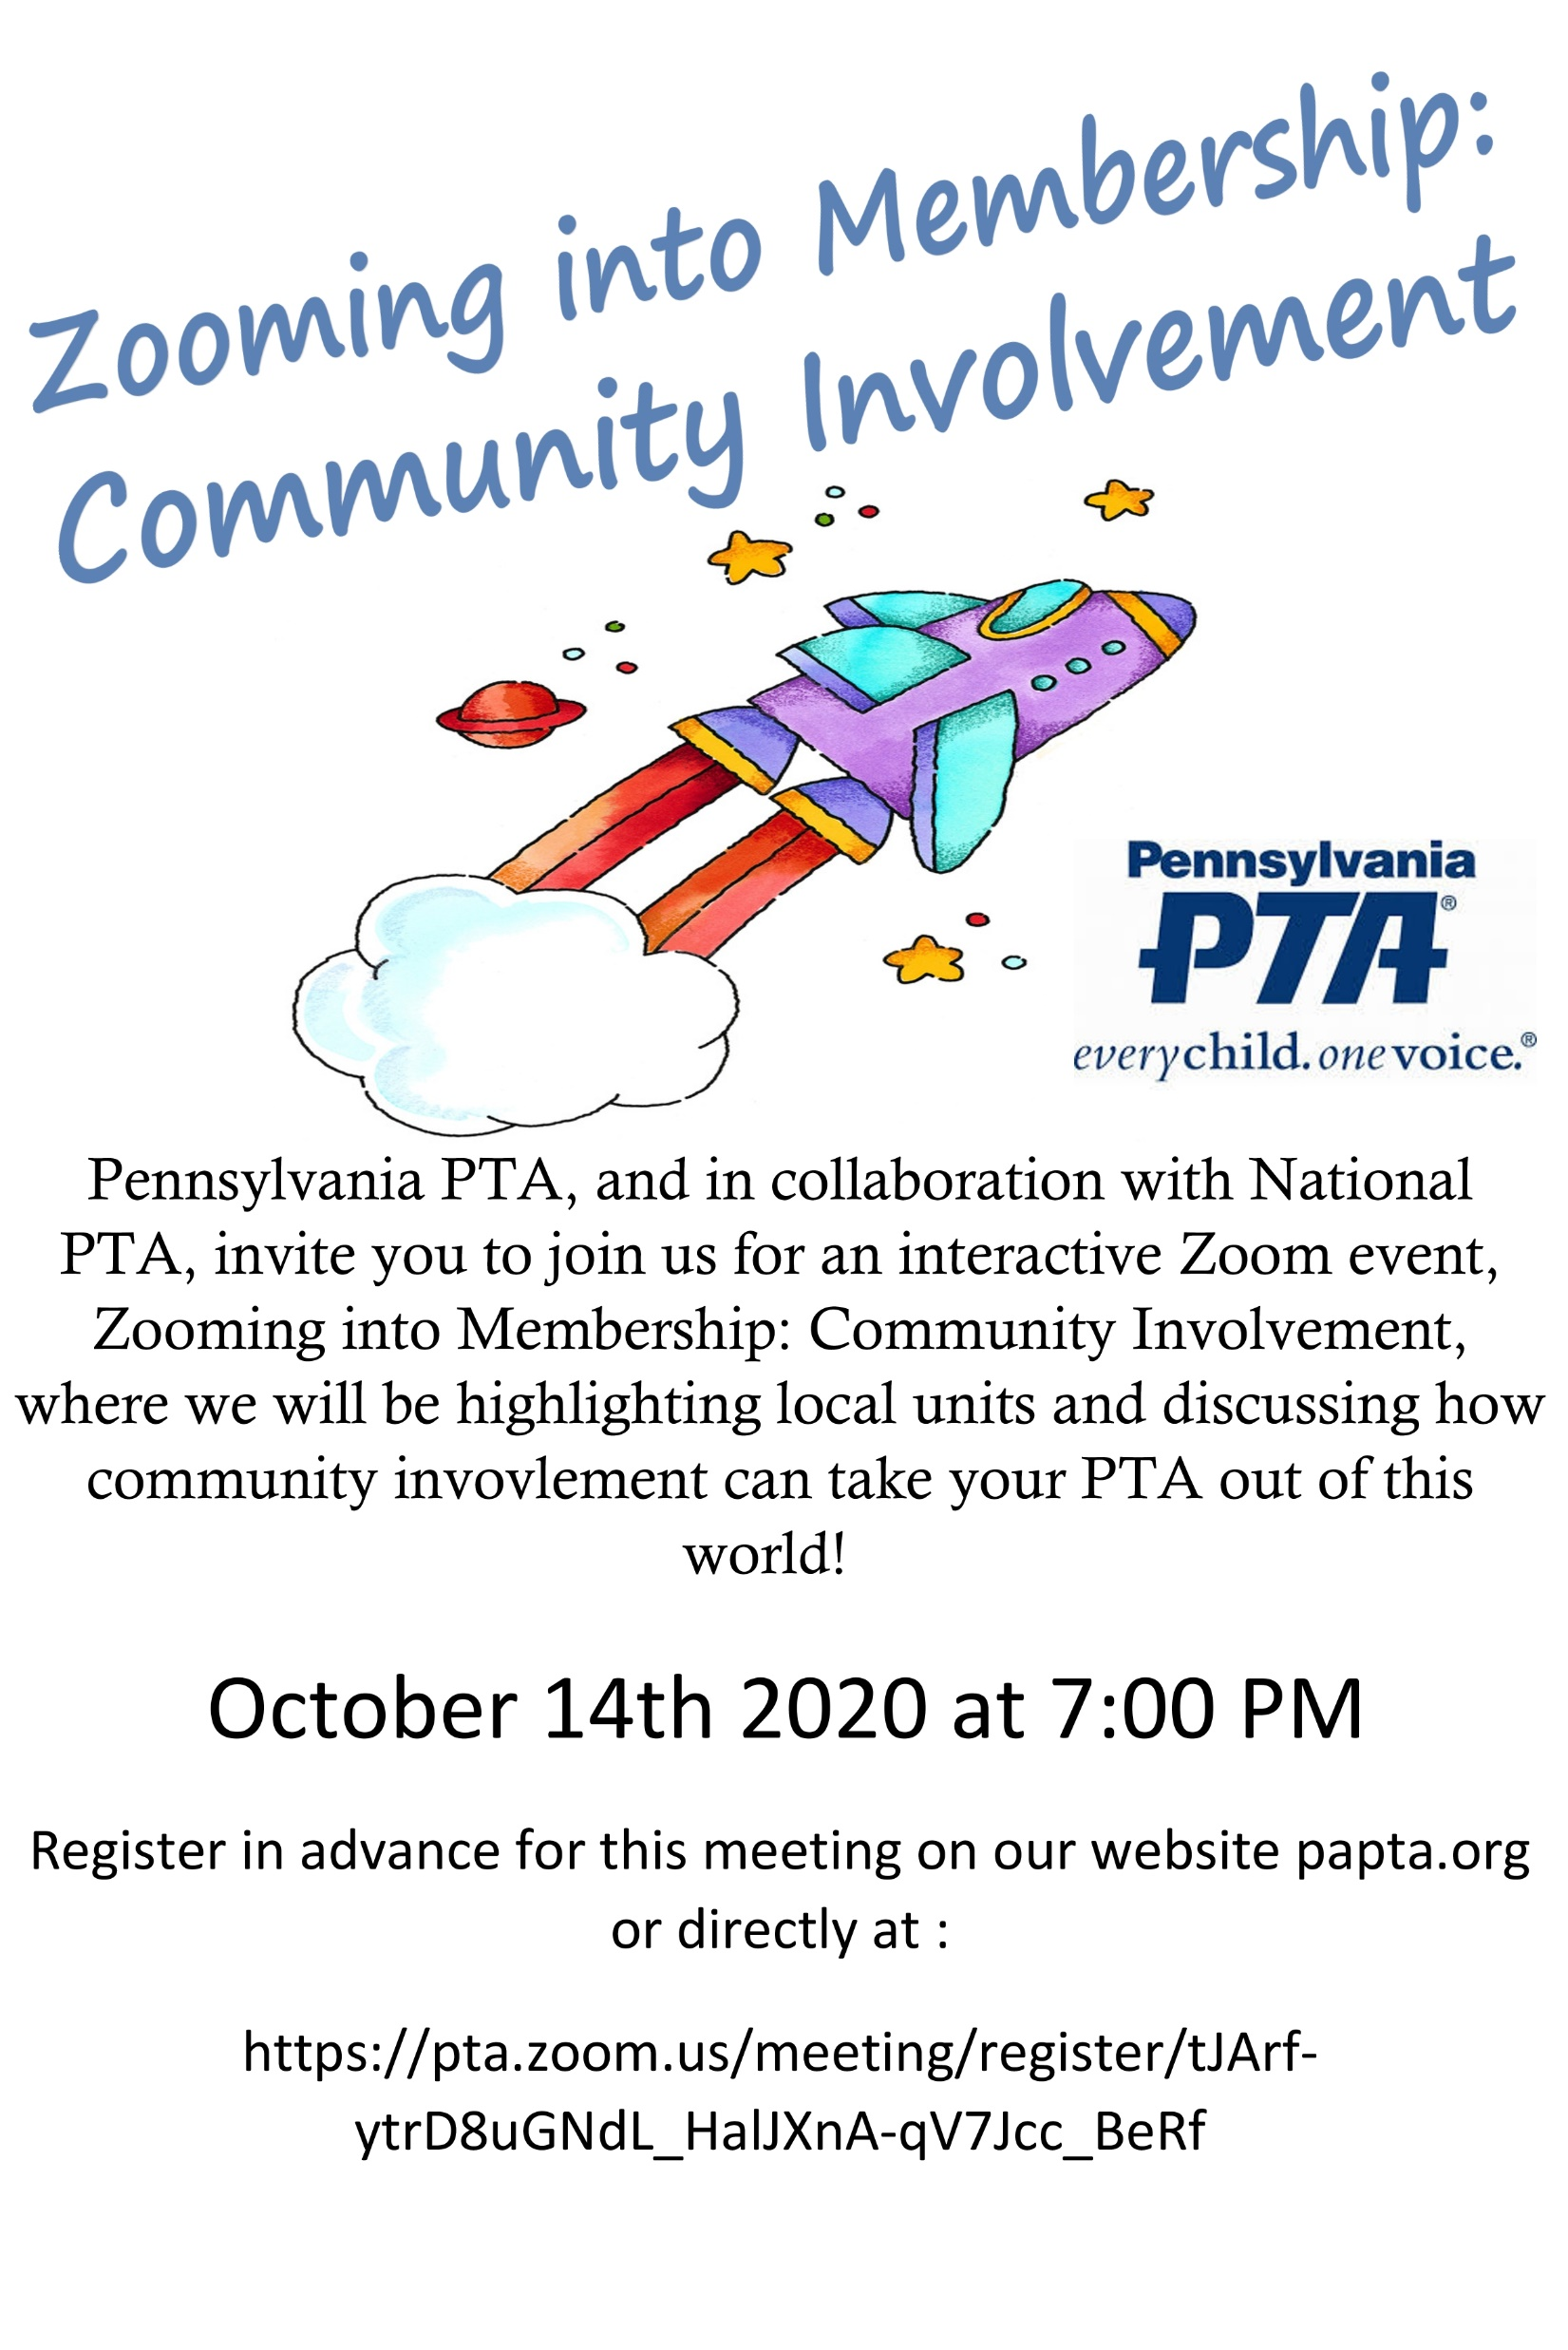 Zooming into Membership:
Community Involvement
Pennsylvania
PTA®
everychild.onevoice.®
Pennsylvania PTA, and in collaboration with National
PTA, invite you to join us for an interactive Zoom event,
Zooming into Membership: Community Involvement,
where we will be highlighting local units and discussing how
community invovlement can take your PTA out of this
world!
October 14th 2020 at 7:00 PM
Register in advance for this meeting on our website papta.org
or directly at :
https://pta.zoom.us/meeting/register/tJArf-
ytrD8uGNdL_HalJXnA-qV7Jcc_BeRf